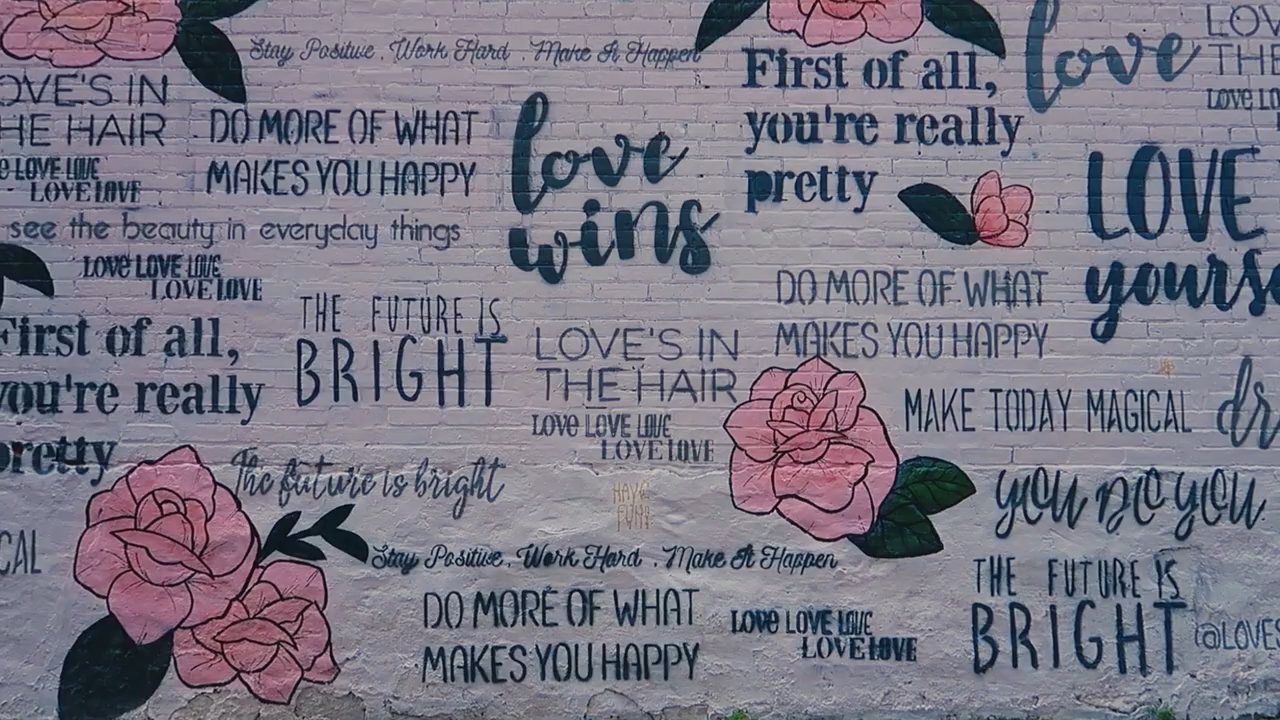 Stay Positive . Work Hard . Make It Happen
First of all,
you're really
pretty
love
LOVE'S IN
THE HAIR
LOVE LOVE LOVE
LOVE LOVE
DO MORE OF WHAT
MAKES YOU HAPPY
love
wins
LOVE
see the beauty in everyday things
LOVE LOVE LOVE
LOVE LOVE
First of all,
you're really
pretty
THE FUTURE IS
BRIGHT
LOVE'S IN
THE HAIR
LOVE LOVE LOVE
LOVE LOVE
DO MORE OF WHAT
MAKES YOU HAPPY
MAKE TODAY MAGICAL
The future is bright
HAVE
FUN!
you DO you
Stay Positive . Work Hard . Make It Happen
DO MORE OF WHAT
MAKES YOU HAPPY
LOVE LOVE LOVE
LOVE LOVE
THE FUTURE IS
BRIGHT